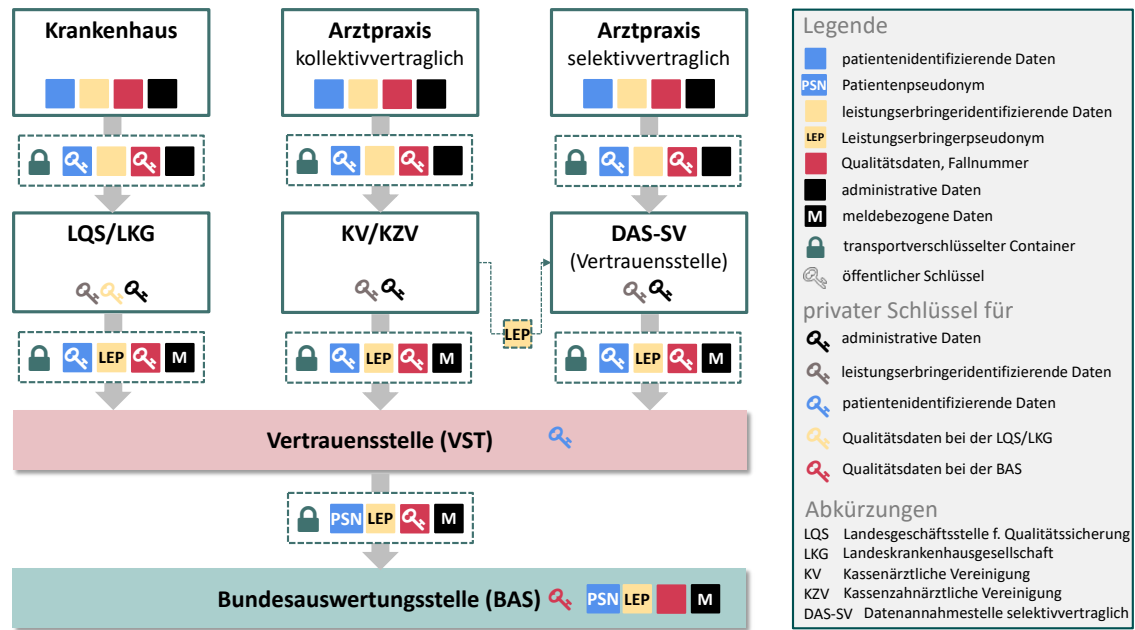 Krankenhaus
Arztpraxis
kollektivvertraglich
Arztpraxis
selektivvertraglich
LQS/LKG
KV/KZV
DAS-SV
(Vertrauensstelle)
LEP
LEP M
LEP M
LEP M
Vertrauensstelle (VST)
PSN LEP M
Bundesauswertungsstelle (BAS) PSN LEP M
Legende
patientenidentifizierende Daten
PSN Patientenpseudonym
leistungserbringeridentifizierende Daten
LEP Leistungserbringerpseudonym
Qualitätsdaten, Fallnummer
administrative Daten
M meldebezogene Daten
transportverschlüsselter Container
öffentlicher Schlüssel
privater Schlüssel für
administrative Daten
leistungserbringeridentifizierende Daten
patientenidentifizierende Daten
Qualitätsdaten bei der LQS/LKG
Qualitätsdaten bei der BAS
Abkürzungen
LQS Landesgeschäftsstelle f. Qualitätssicherung
LKG Landeskrankenhausgesellschaft
KV Kassenärztliche Vereinigung
KZV Kassenzahnärztliche Vereinigung
DAS-SV Datenannahmestelle selektivvertraglich